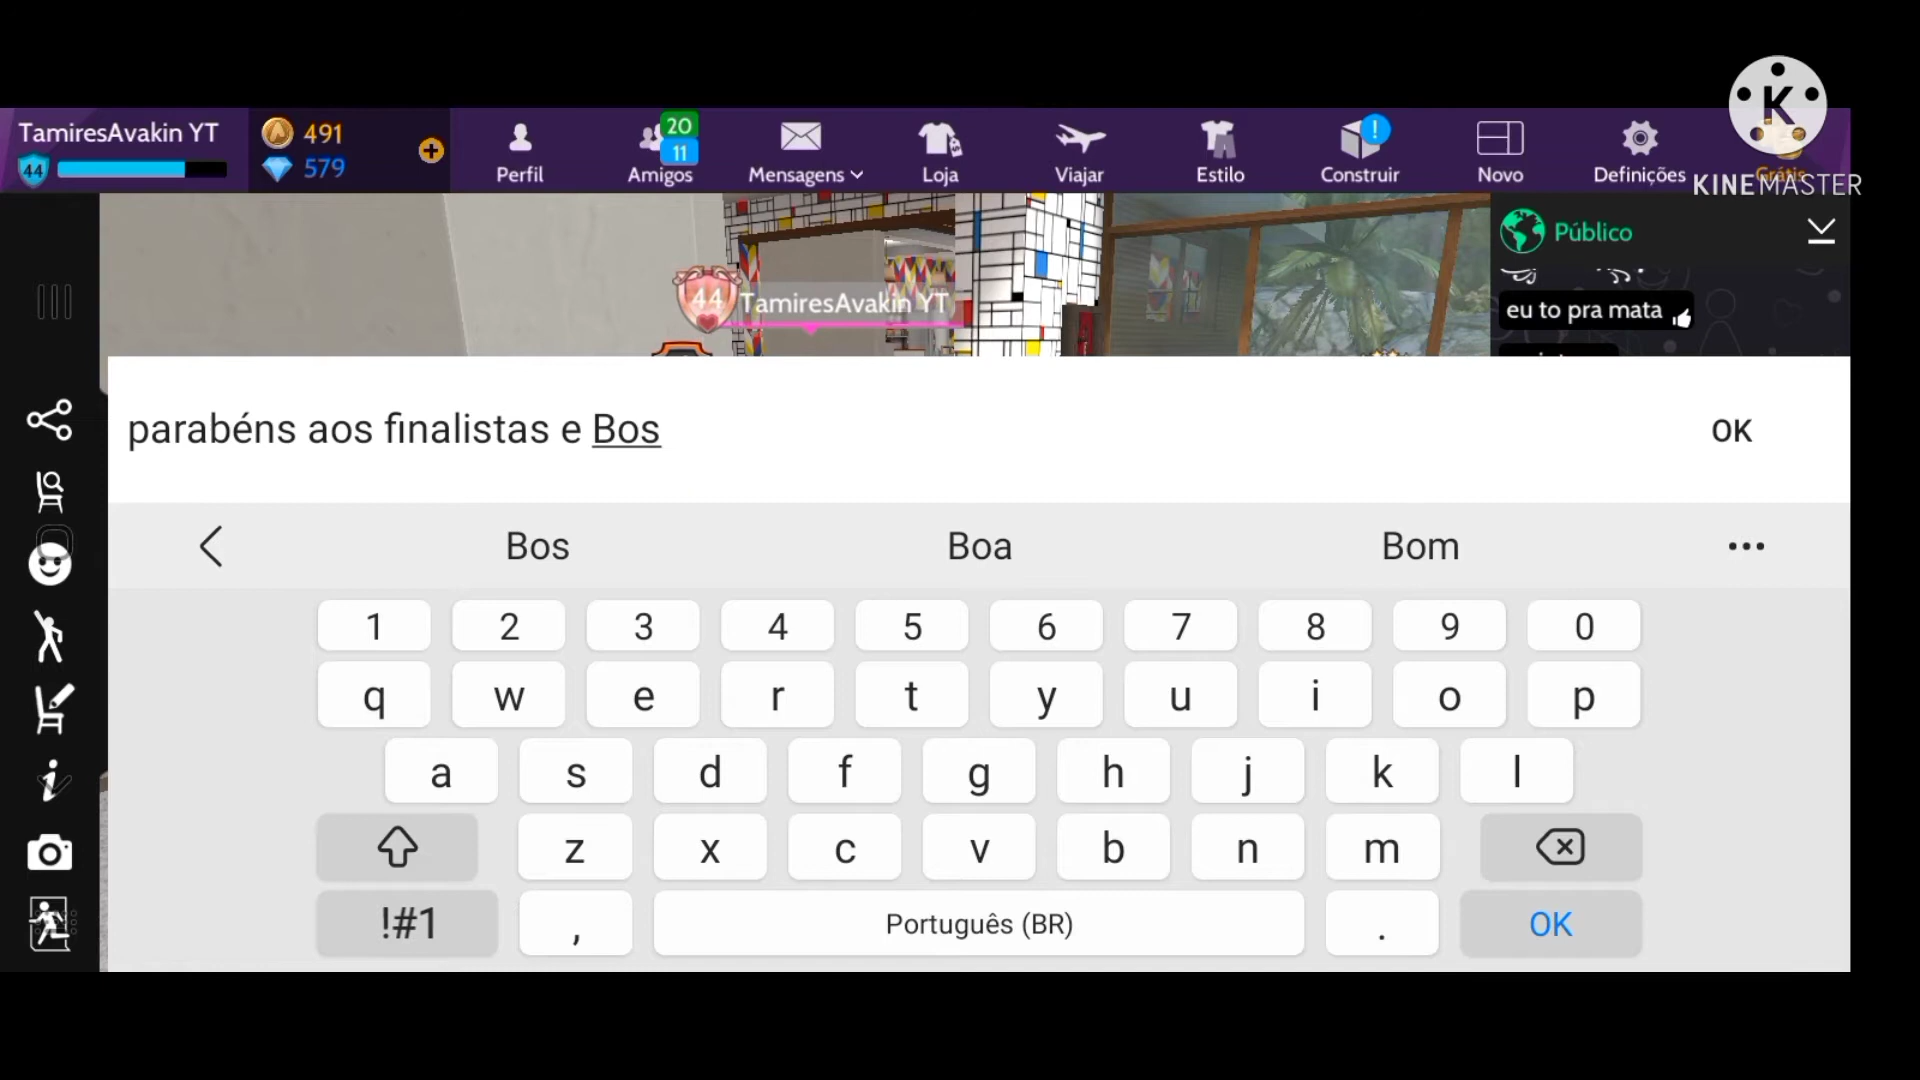 TamiresAvakin YT
44
491
579
Perfil
20
11
Amigos
Mensagens
Loja
Viajar
Estilo
!
Construir
Novo
Definições
Grátis
K
KINEMASTER
Público
eu to pra mata
44
TamiresAvakin YT
parabéns aos finalistas e Bos
OK
Bos Boa Bom
1 2 3 4 5 6 7 8 9 0
q w e r t y u i o p
a s d f g h j k l
z x c v b n m
!#1 , Português (BR) . OK